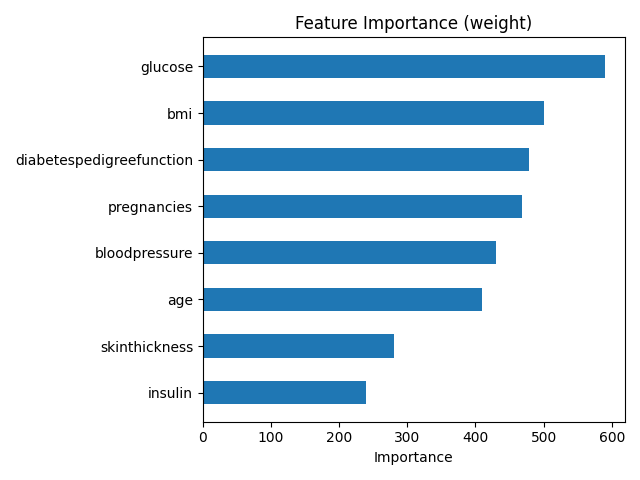 Feature Importance (weight)
glucose
bmi
diabetespedigreefunction
pregnancies
bloodpressure
age
skinthickness
insulin
0 100 200 300 400 500 600
Importance